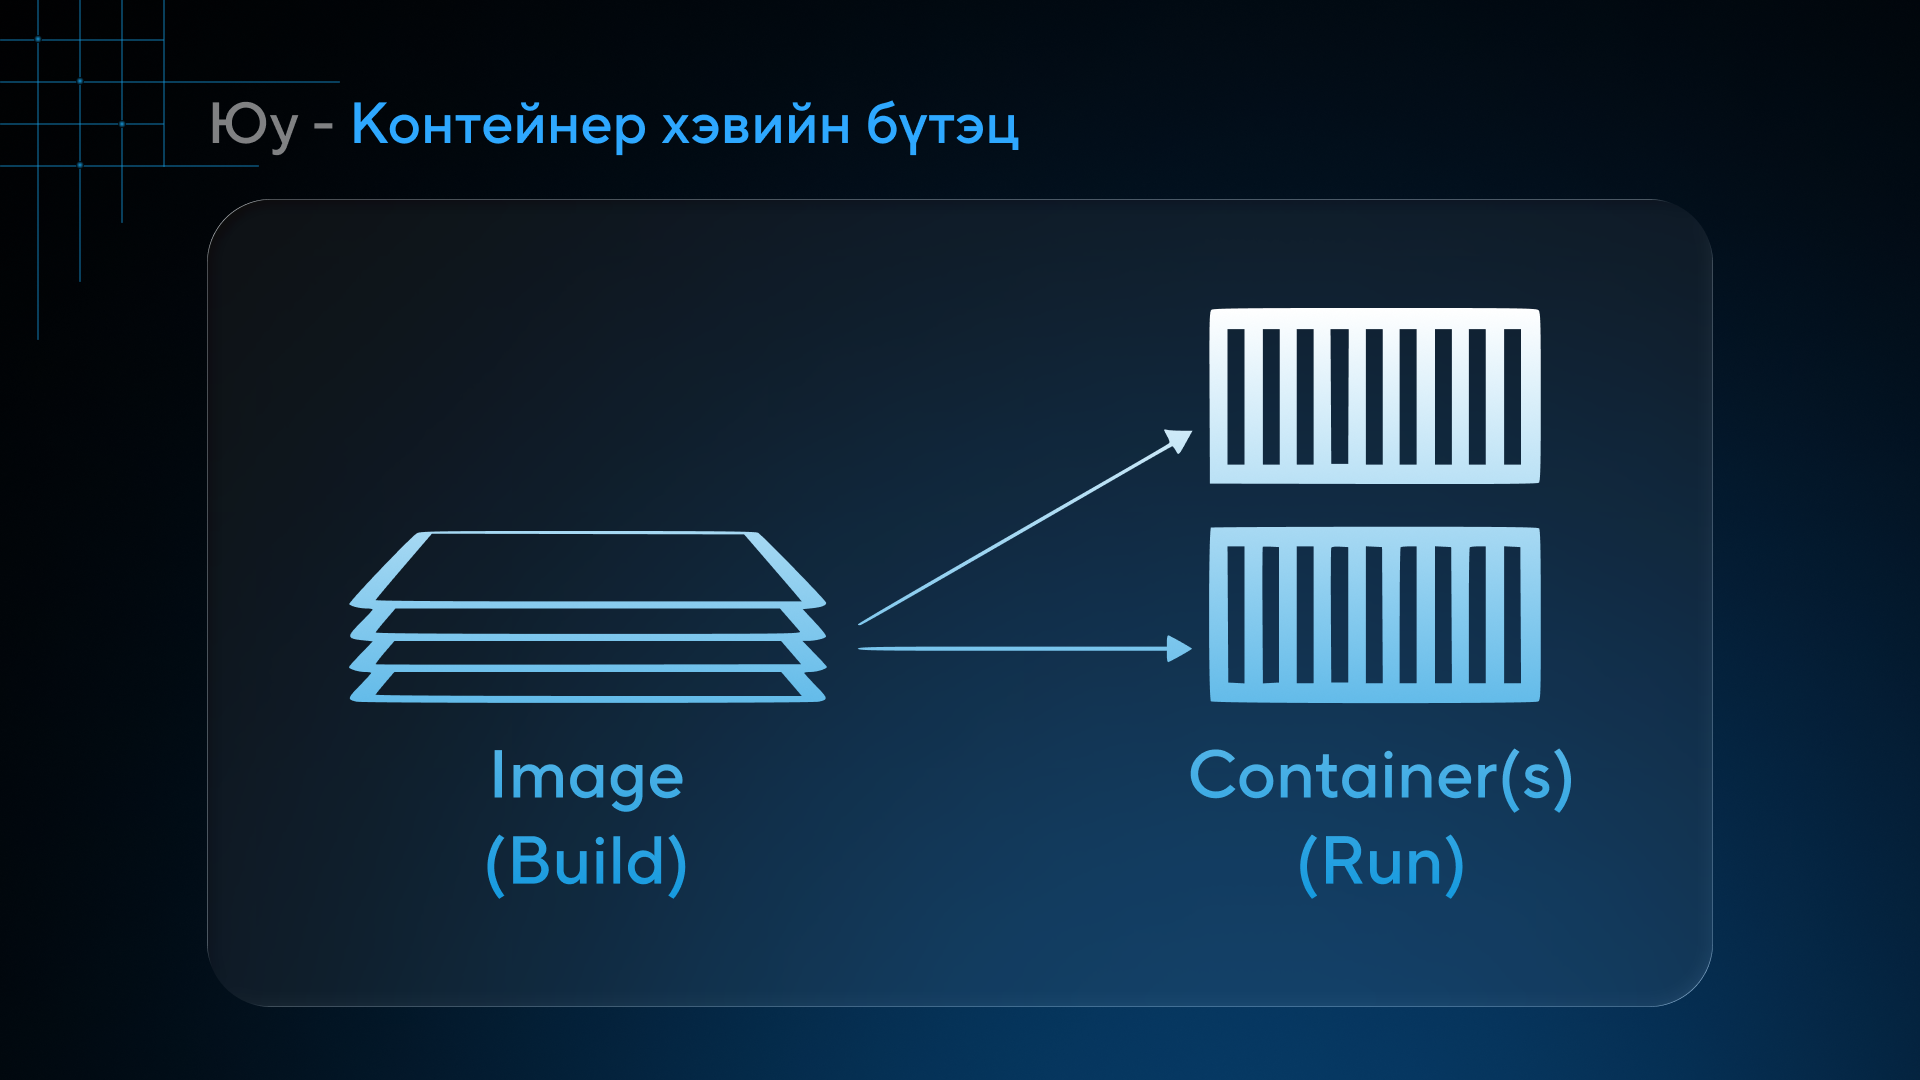 Юу - Контейнер хэвийн бүтэц
Image
(Build)
Container(s)
(Run)